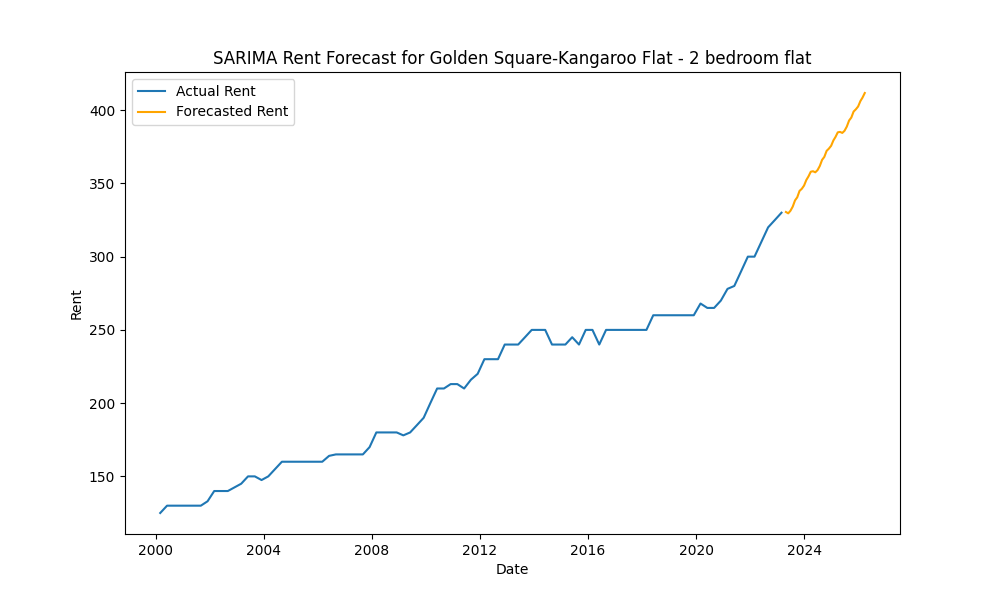 SARIMA Rent Forecast for Golden Square-Kangaroo Flat - 2 bedroom flat
Actual Rent
Forecasted Rent
400
350
300
250
200
150
Rent
2000
2004
2008
2012
2016
2020
2024
Date